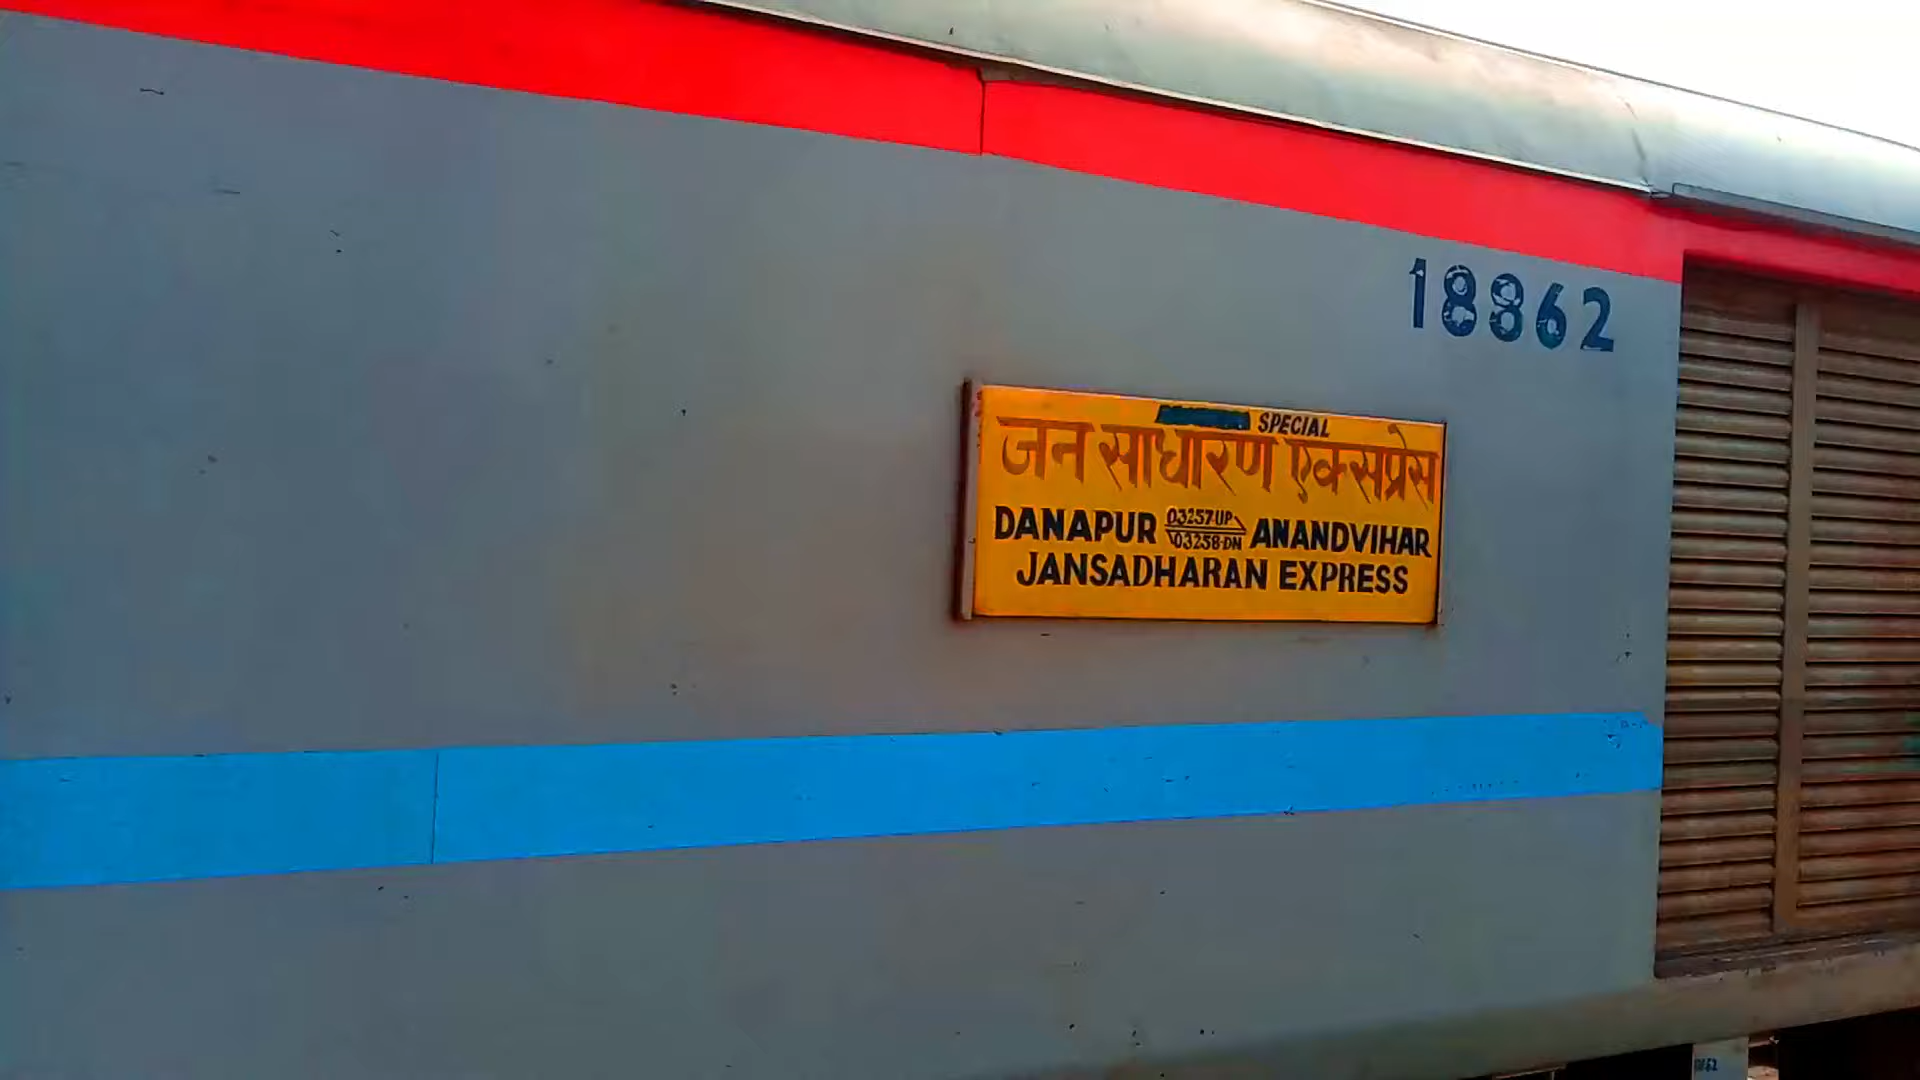 18862
SPECIAL
जन साधारण एक्सप्रेस
DANAPUR 03257-UP ANANDVIHAR
03258-DN
JANSADHARAN EXPRESS